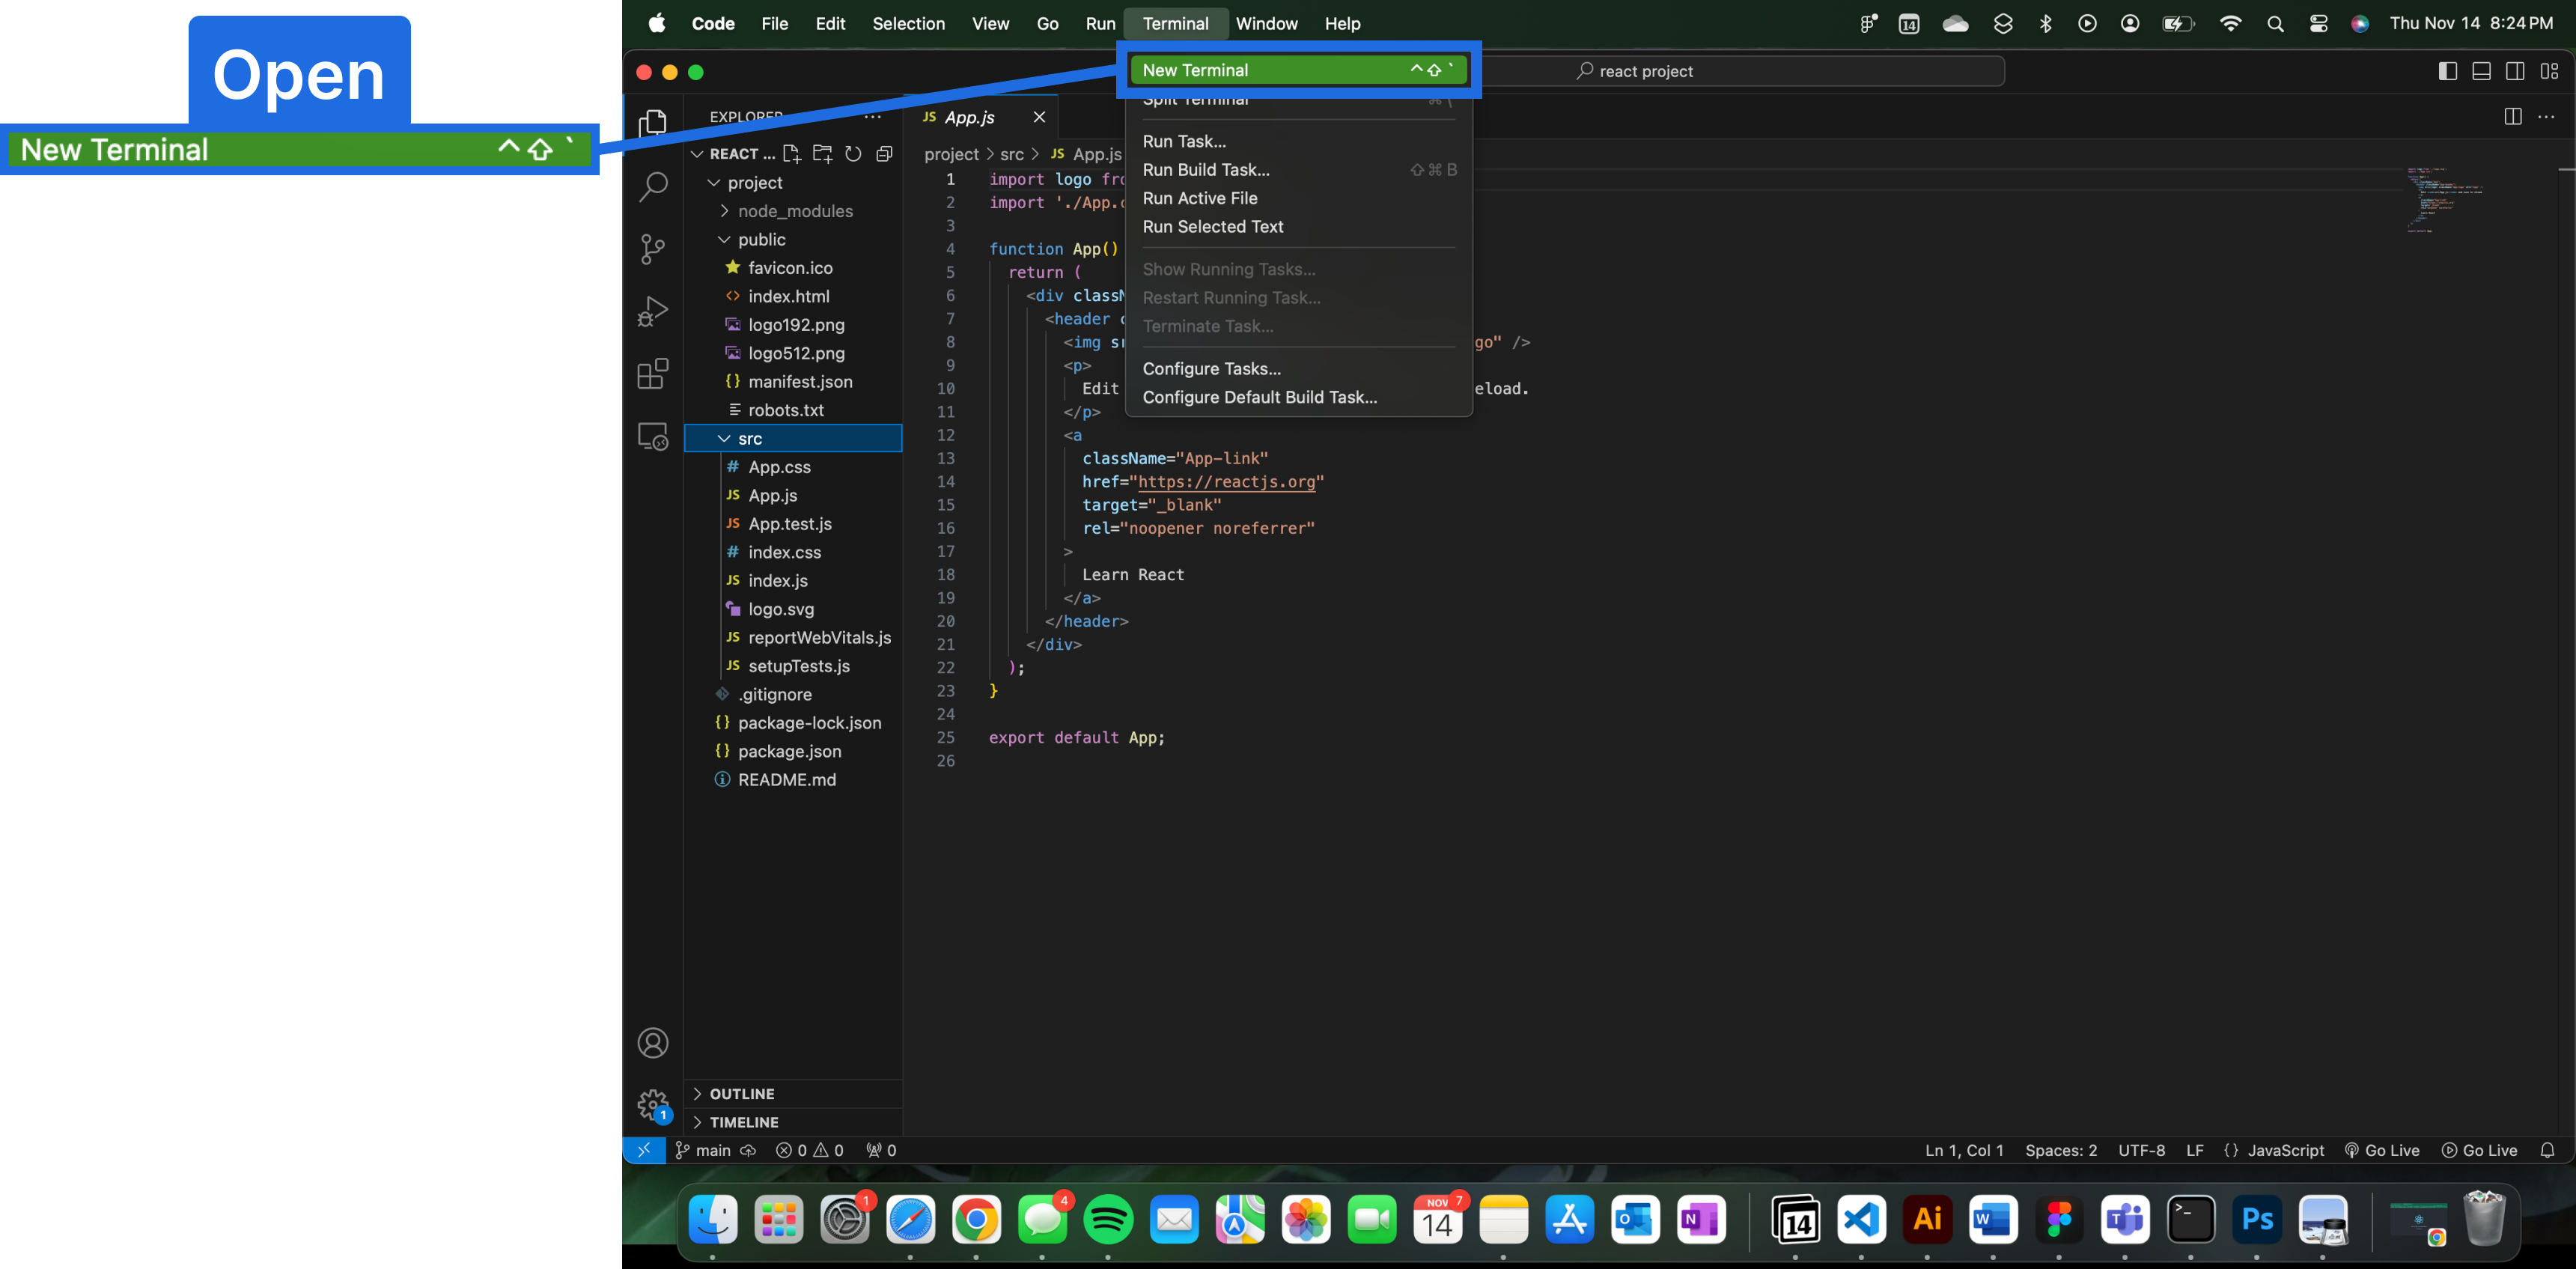 Open
New Terminal ^⇧`
Code File Edit Selection View Go Run Terminal Window Help
14
Thu Nov 14 8:24 PM
react project
New Terminal ^⇧`
Split Terminal ⌘\
Run Task...
Run Build Task... ⇧⌘B
Run Active File
Run Selected Text
Show Running Tasks...
Restart Running Task...
Terminate Task...
Configure Tasks...
Configure Default Build Task...
EXPLORER ...
REACT ...
project
node_modules
public
favicon.ico
<> index.html
logo192.png
logo512.png
{} manifest.json
robots.txt
src
# App.css
JS App.js
JS App.test.js
# index.css
JS index.js
logo.svg
JS reportWebVitals.js
JS setupTests.js
.gitignore
{} package-lock.json
{} package.json
README.md
OUTLINE
TIMELINE
JS App.js
project > src > JS App.js
1 import logo fro
2 import './App.c
3
4 function App()
5 return (
6 <div classN
7 <header c
8 <img sr go" />
9 <p>
10 Edit eload.
11 </p>
12 <a
13 className="App-link"
14 href="https://reactjs.org"
15 target="_blank"
16 rel="noopener noreferrer"
17 >
18 Learn React
19 </a>
20 </header>
21 </div>
22 );
23 }
24
25 export default App;
26
1
main 0 0 0
Ln 1, Col 1 Spaces: 2 UTF-8 LF {} JavaScript Go Live Go Live
1 4 NOV 7
14 O N 14 Ai W T >_ Ps